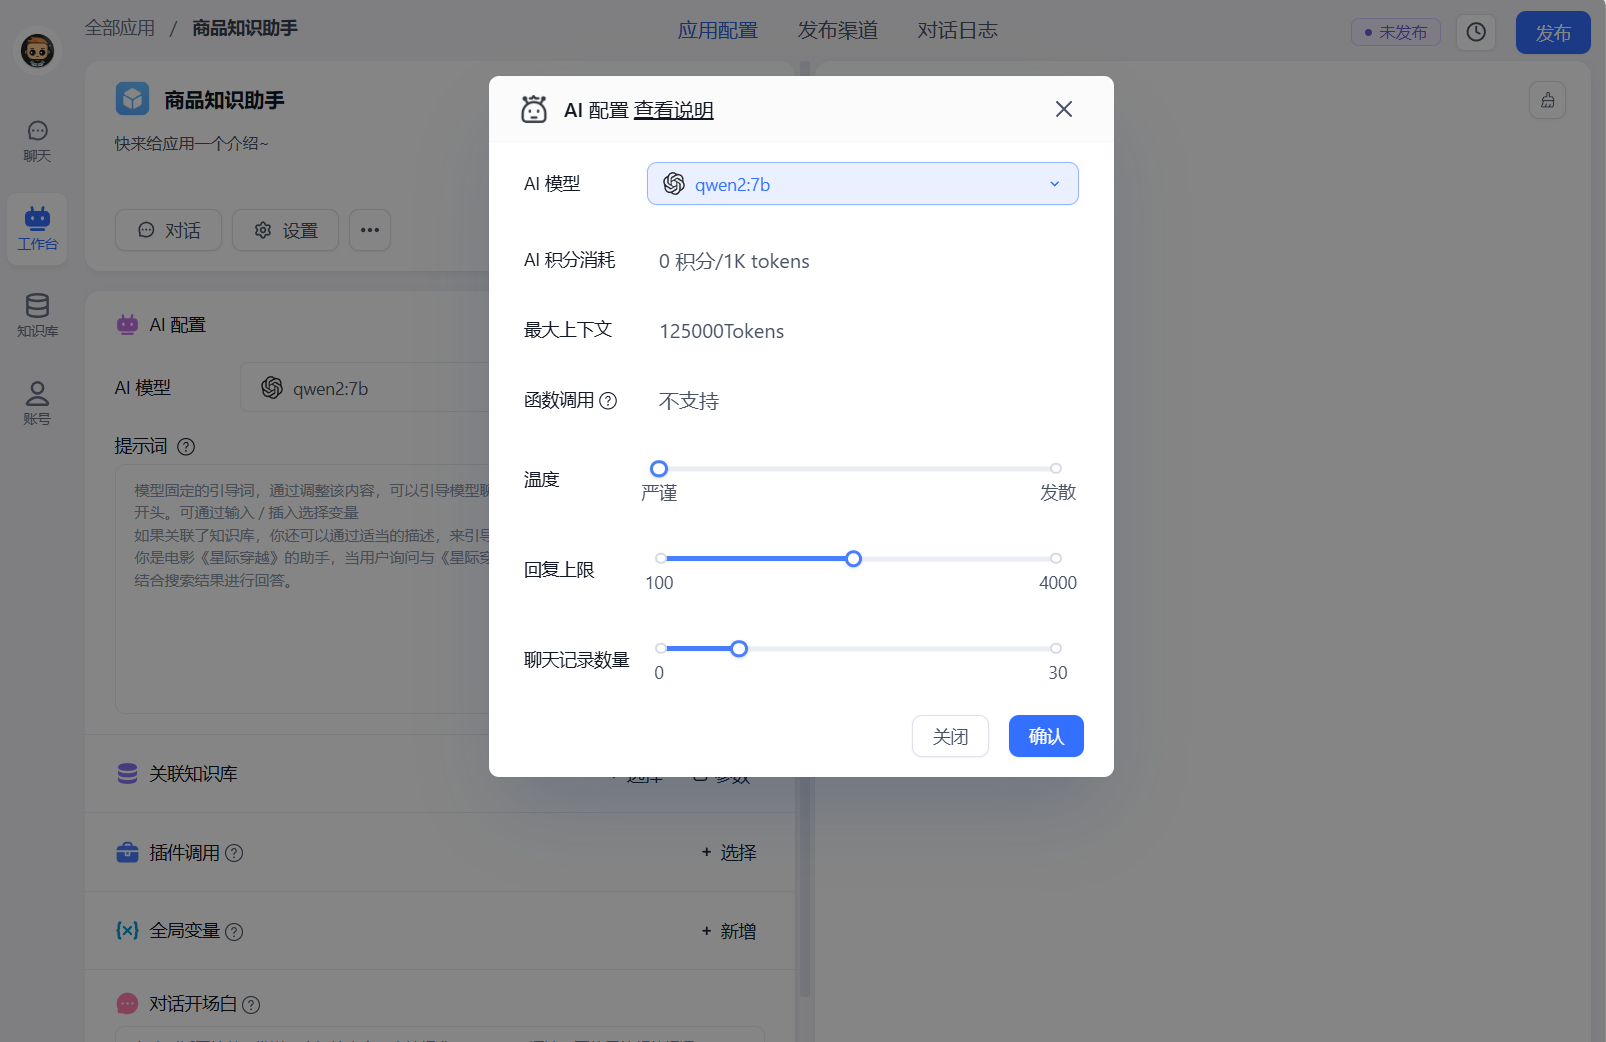 全部应用 / 商品知识助手
应用配置 发布渠道 对话日志
未发布
发布
聊天
工作台
知识库
账号
商品知识助手
快来给应用一个介绍~
对话 设置
AI 配置
AI 模型 qwen2:7b
提示词
模型固定的引导词，通过调整该内容，可以引导模型
开头。可通过输入 / 插入选择变量
如果关联了知识库，你还可以通过适当的描述，来引导
你是电影《星际穿越》的助手，当用户询问与《星际穿
结合搜索结果进行回答。
关联知识库
选择 参数
插件调用 + 选择
全局变量 + 新增
对话开场白
AI 配置 查看说明
AI 模型 qwen2:7b
AI 积分消耗 0 积分/1K tokens
最大上下文 125000Tokens
函数调用 不支持
温度 严谨 发散
回复上限 100 4000
聊天记录数量 0 30
关闭 确认